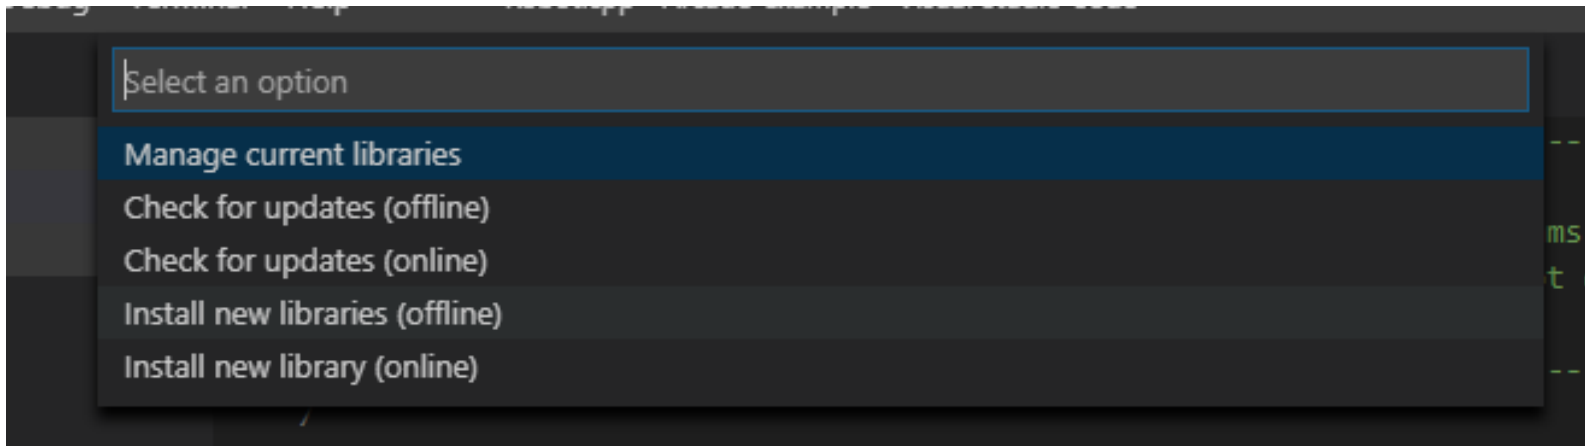 Select an option
Manage current libraries
Check for updates (offline)
Check for updates (online)
Install new libraries (offline)
Install new library (online)
--
ms
t
--